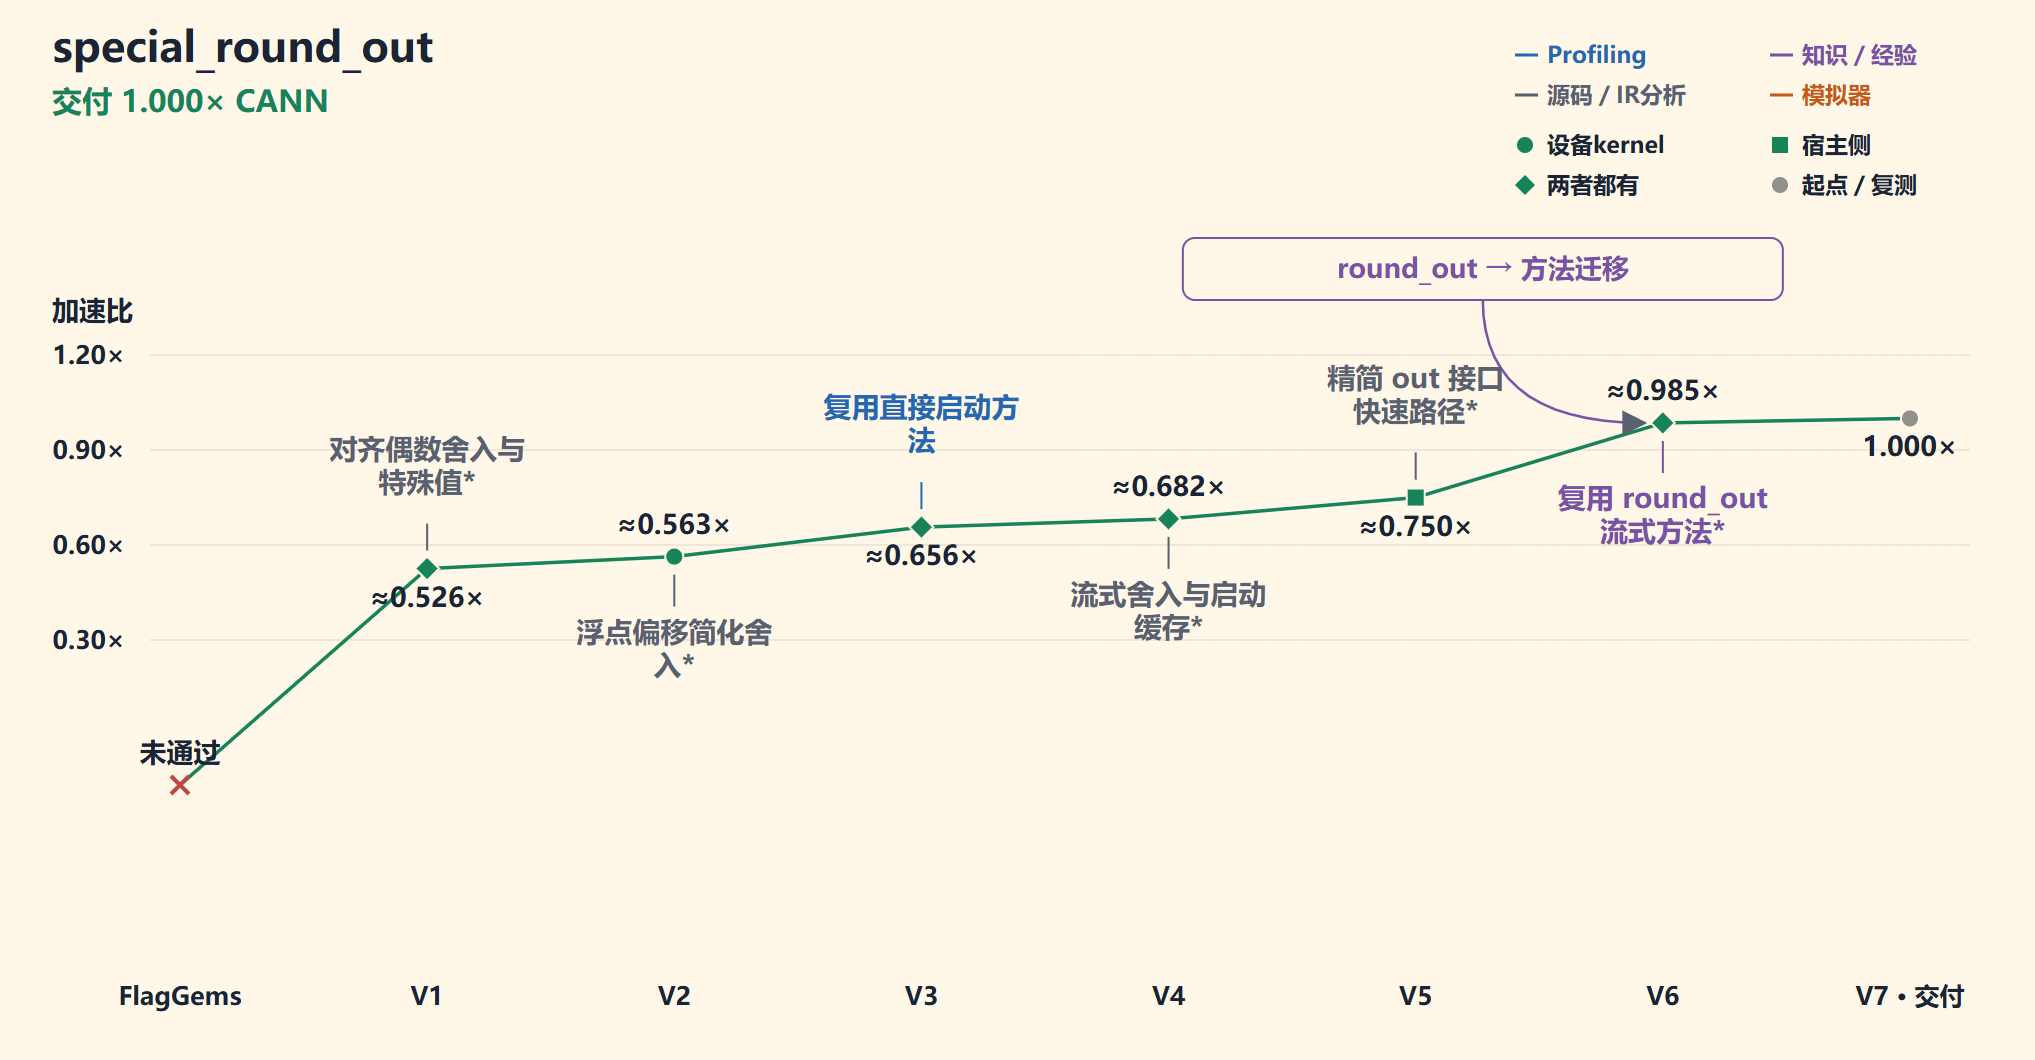 special_round_out
交付 1.000× CANN
Profiling
知识 / 经验
源码 / IR分析
模拟器
设备kernel
宿主侧
两者都有
起点 / 复测
round_out → 方法迁移
加速比
1.20×
0.90×
0.60×
0.30×
未通过
对齐偶数舍入与
特殊值*
≈0.526×
≈0.563×
浮点偏移简化舍
入*
复用直接启动方
法
≈0.656×
≈0.682×
流式舍入与启动
缓存*
精简 out 接口
快速路径*
≈0.750×
≈0.985×
复用 round_out
流式方法*
1.000×
FlagGems
V1
V2
V3
V4
V5
V6
V7 · 交付